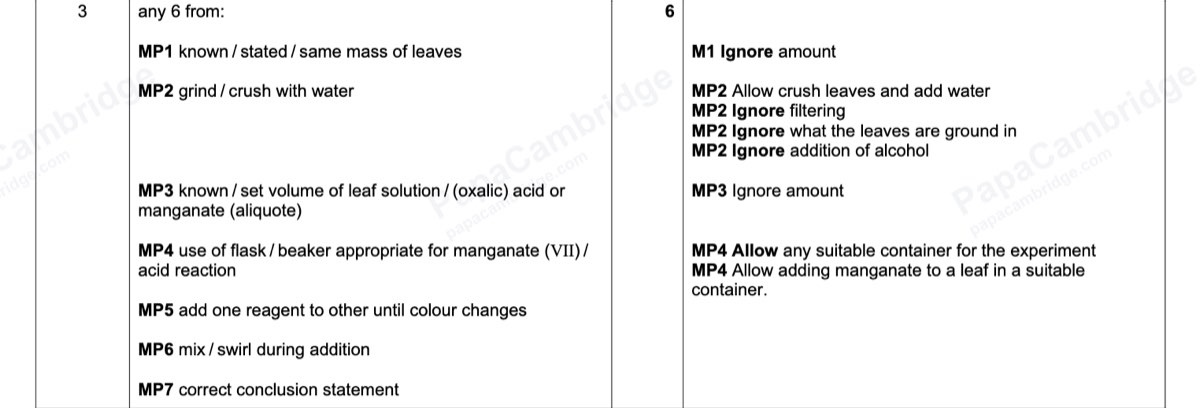 3 any 6 from: 6
MP1 known / stated / same mass of leaves M1 Ignore amount
MP2 grind / crush with water MP2 Allow crush leaves and add water
MP2 Ignore filtering
MP2 Ignore what the leaves are ground in
MP2 Ignore addition of alcohol
MP3 known / set volume of leaf solution / (oxalic) acid or MP3 Ignore amount
manganate (aliquote)
MP4 use of flask / beaker appropriate for manganate (VII) / MP4 Allow any suitable container for the experiment
acid reaction MP4 Allow adding manganate to a leaf in a suitable
container.
MP5 add one reagent to other until colour changes
MP6 mix / swirl during addition
MP7 correct conclusion statement
PapaCambridge
papacambridge.com